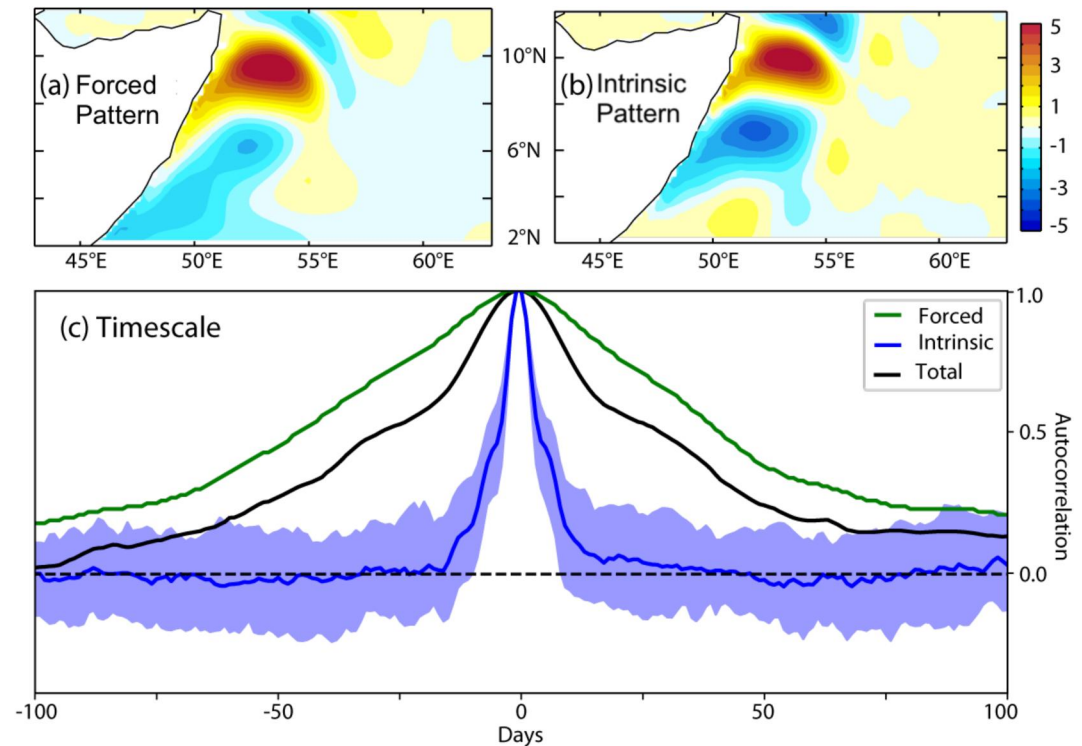 (a) Forced
Pattern
10°N
6°N
2°N
45°E 50°E 55°E 60°E
(b) Intrinsic
Pattern
45°E 50°E 55°E 60°E
5
3
1
-1
-3
-5
(c) Timescale
Forced
Intrinsic
Total
1.0
0.5
0.0
Autocorrelation
-100 -50 0 50 100
Days